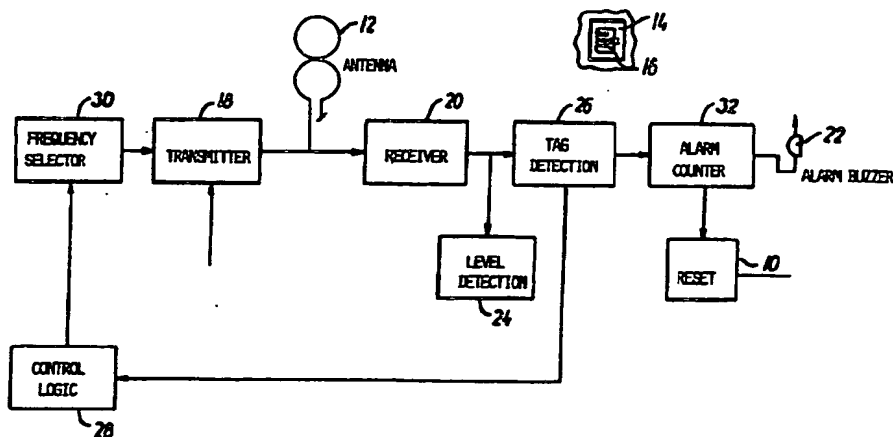 12
ANTENNA
14
16
30
FREQUENCY
SELECTOR
18
TRANSMITTER
20
RECEIVER
26
TAG
DETECTION
32
ALARM
COUNTER
22
ALARM BUZZER
LEVEL
DETECTION
24
RESET
10
CONTROL
LOGIC
28